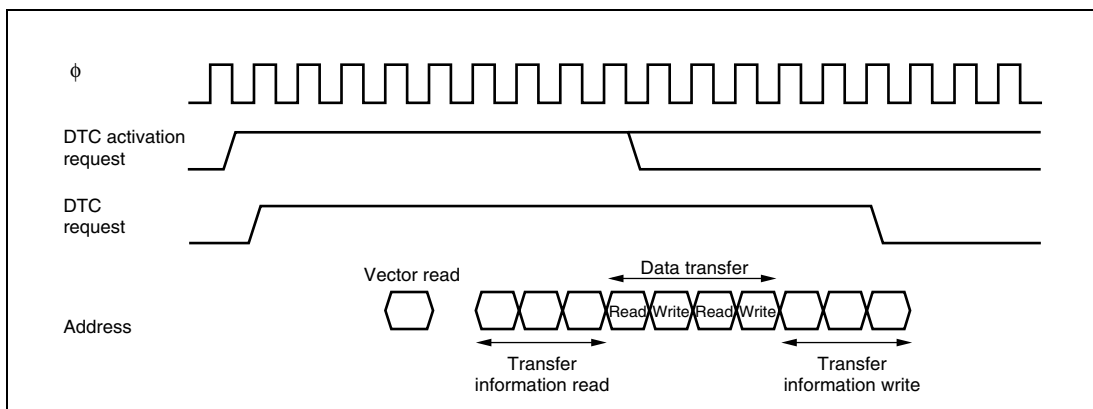 ϕ
DTC activation
request
DTC
request
Vector read
Data transfer
Address
Read Write Read Write
Transfer
information read
Transfer
information write